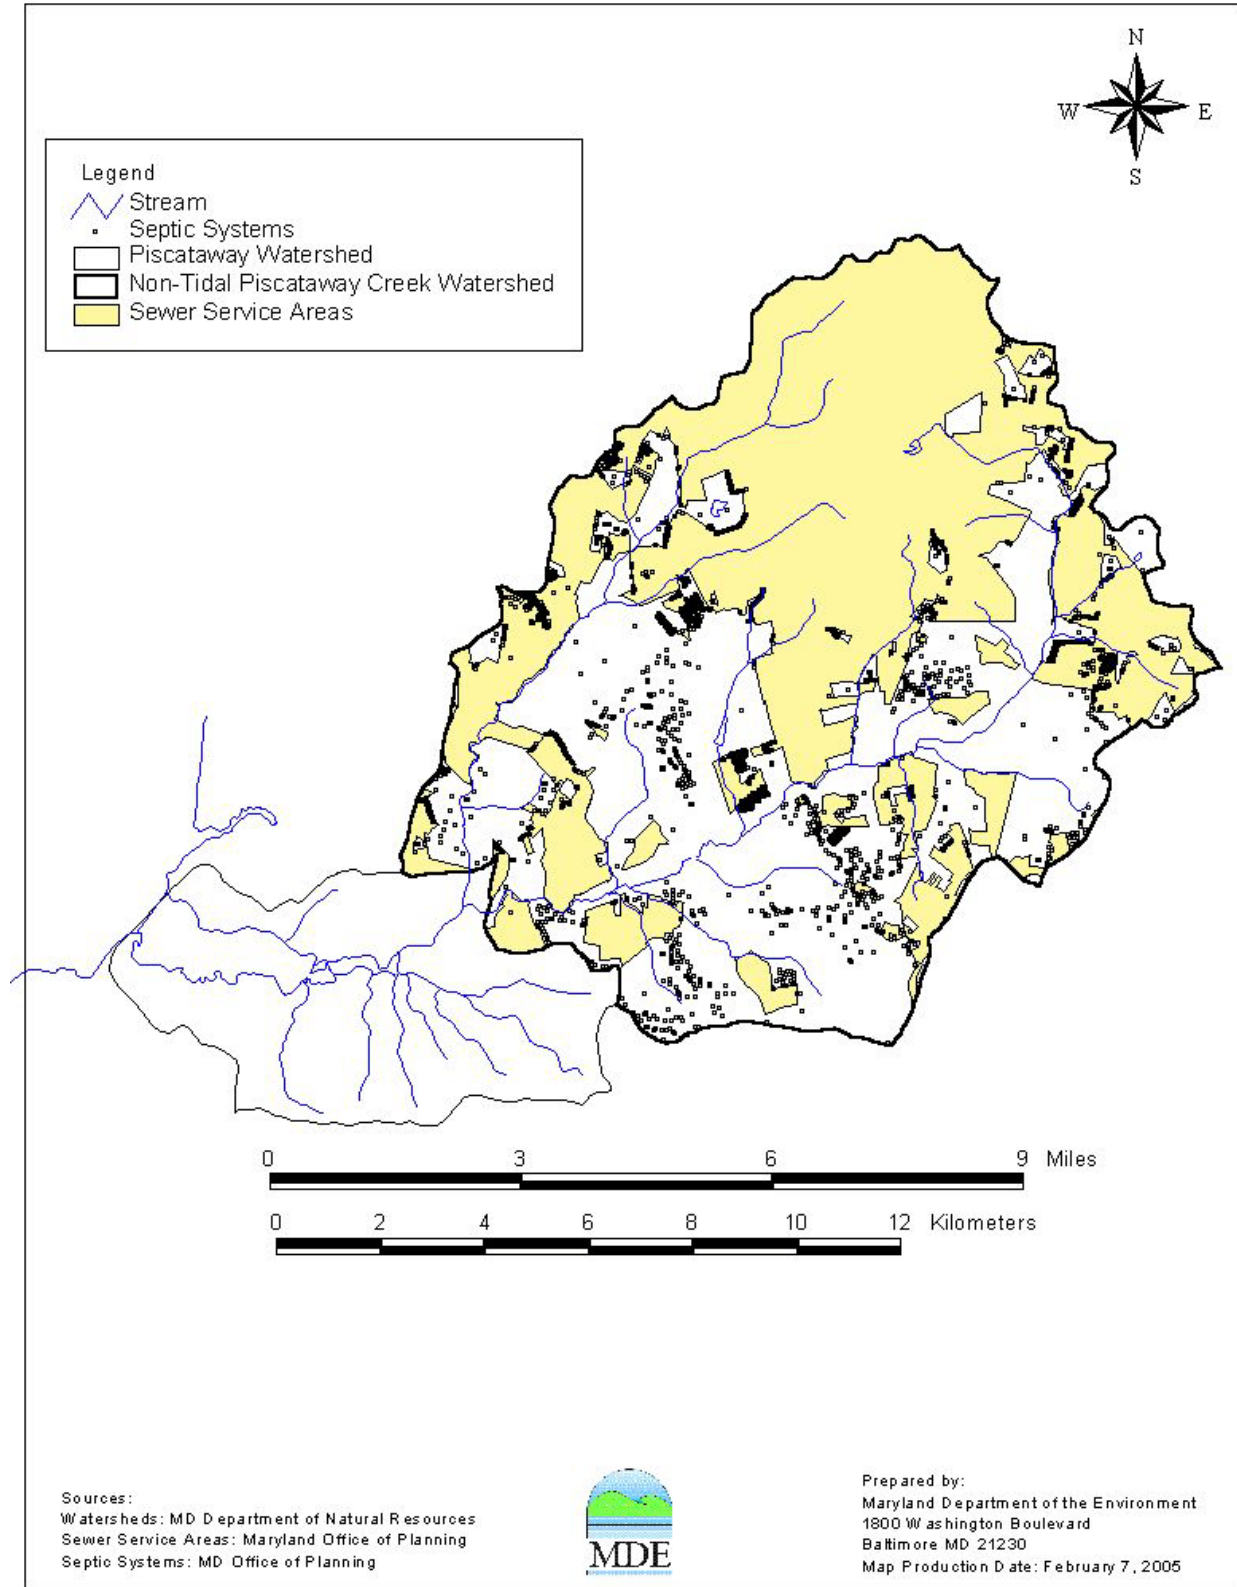 N
W E
S
Legend
Stream
Septic Systems
Piscataway Watershed
Non-Tidal Piscataway Creek Watershed
Sewer Service Areas
0 3 6 9 Miles
0 2 4 6 8 10 12 Kilometers
Sources:
Watersheds: MD Department of Natural Resources
Sewer Service Areas: Maryland Office of Planning
Septic Systems: MD Office of Planning
MDE
Prepared by:
Maryland Department of the Environment
1800 Washington Boulevard
Baltimore MD 21230
Map Production Date: February 7, 2005